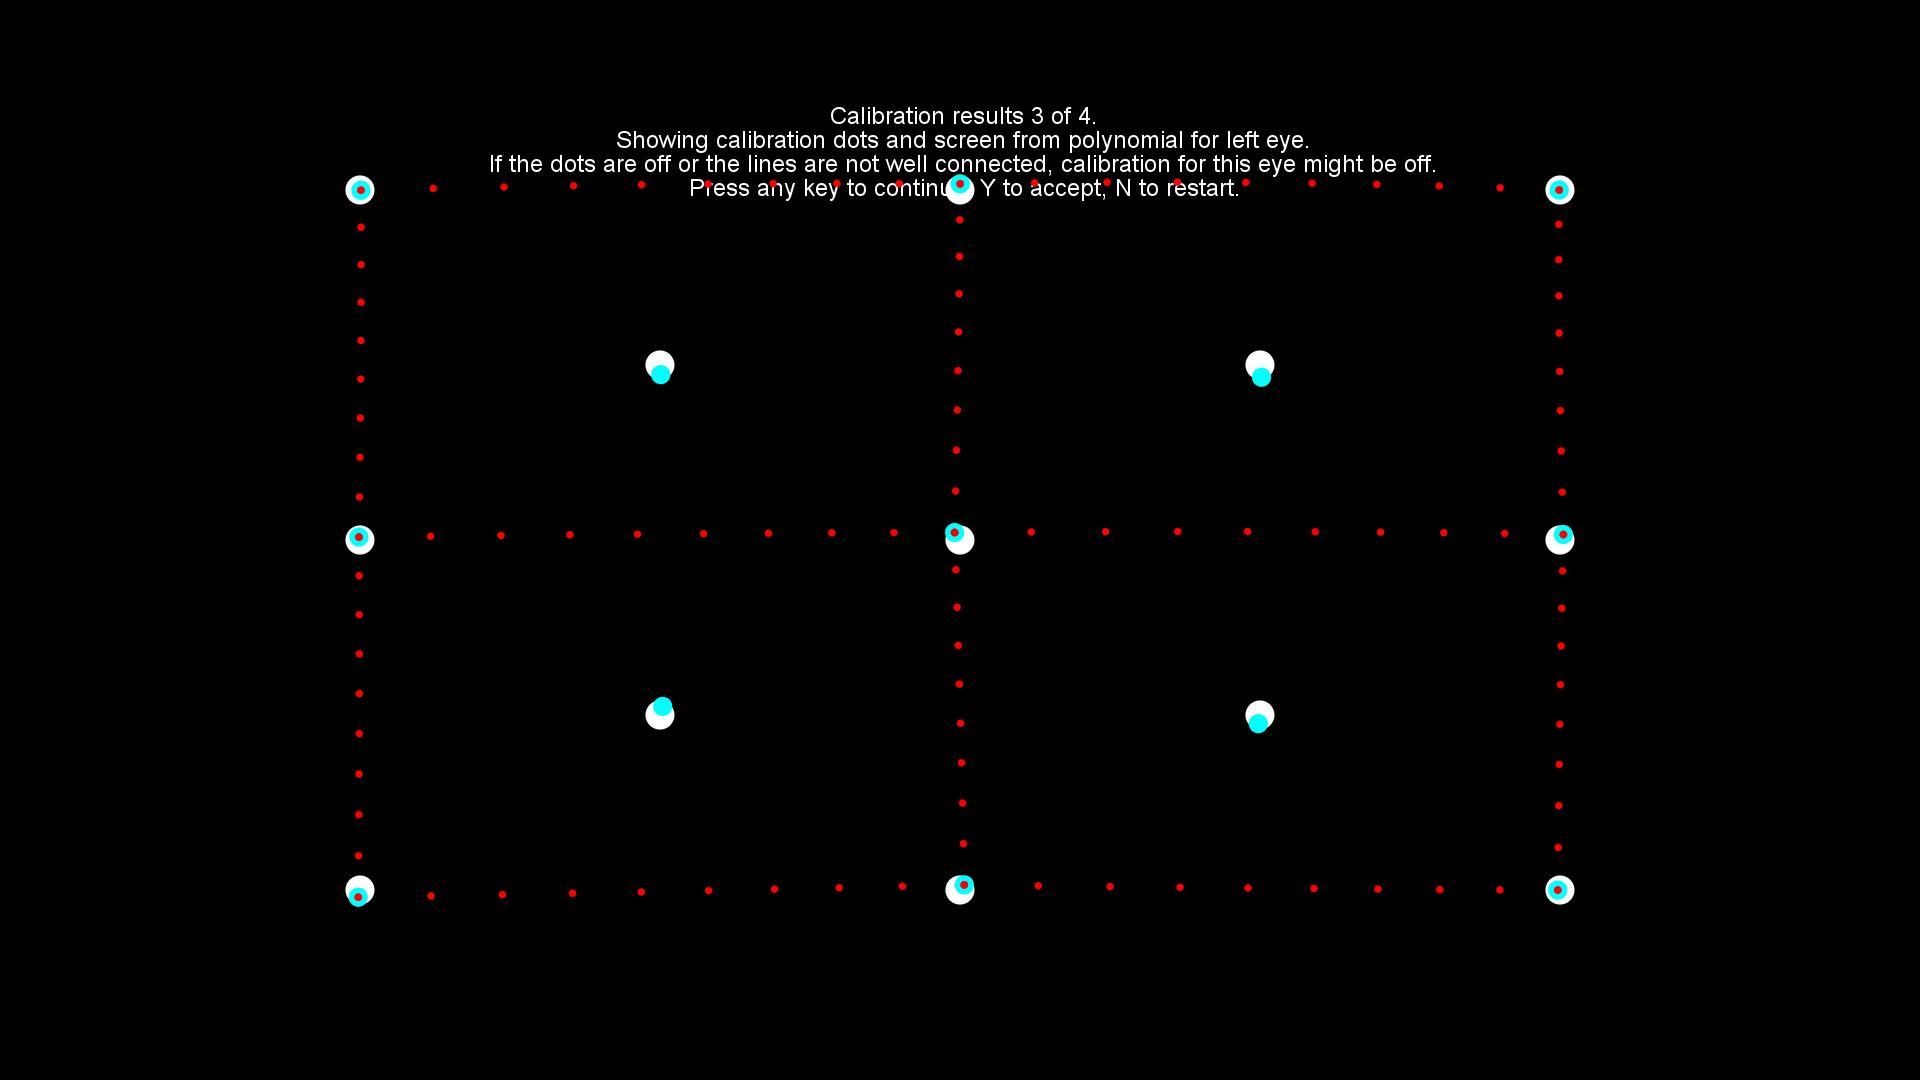 Calibration results 3 of 4.
Showing calibration dots and screen from polynomial for left eye.
If the dots are off or the lines are not well connected, calibration for this eye might be off.
Press any key to continue, Y to accept, N to restart.